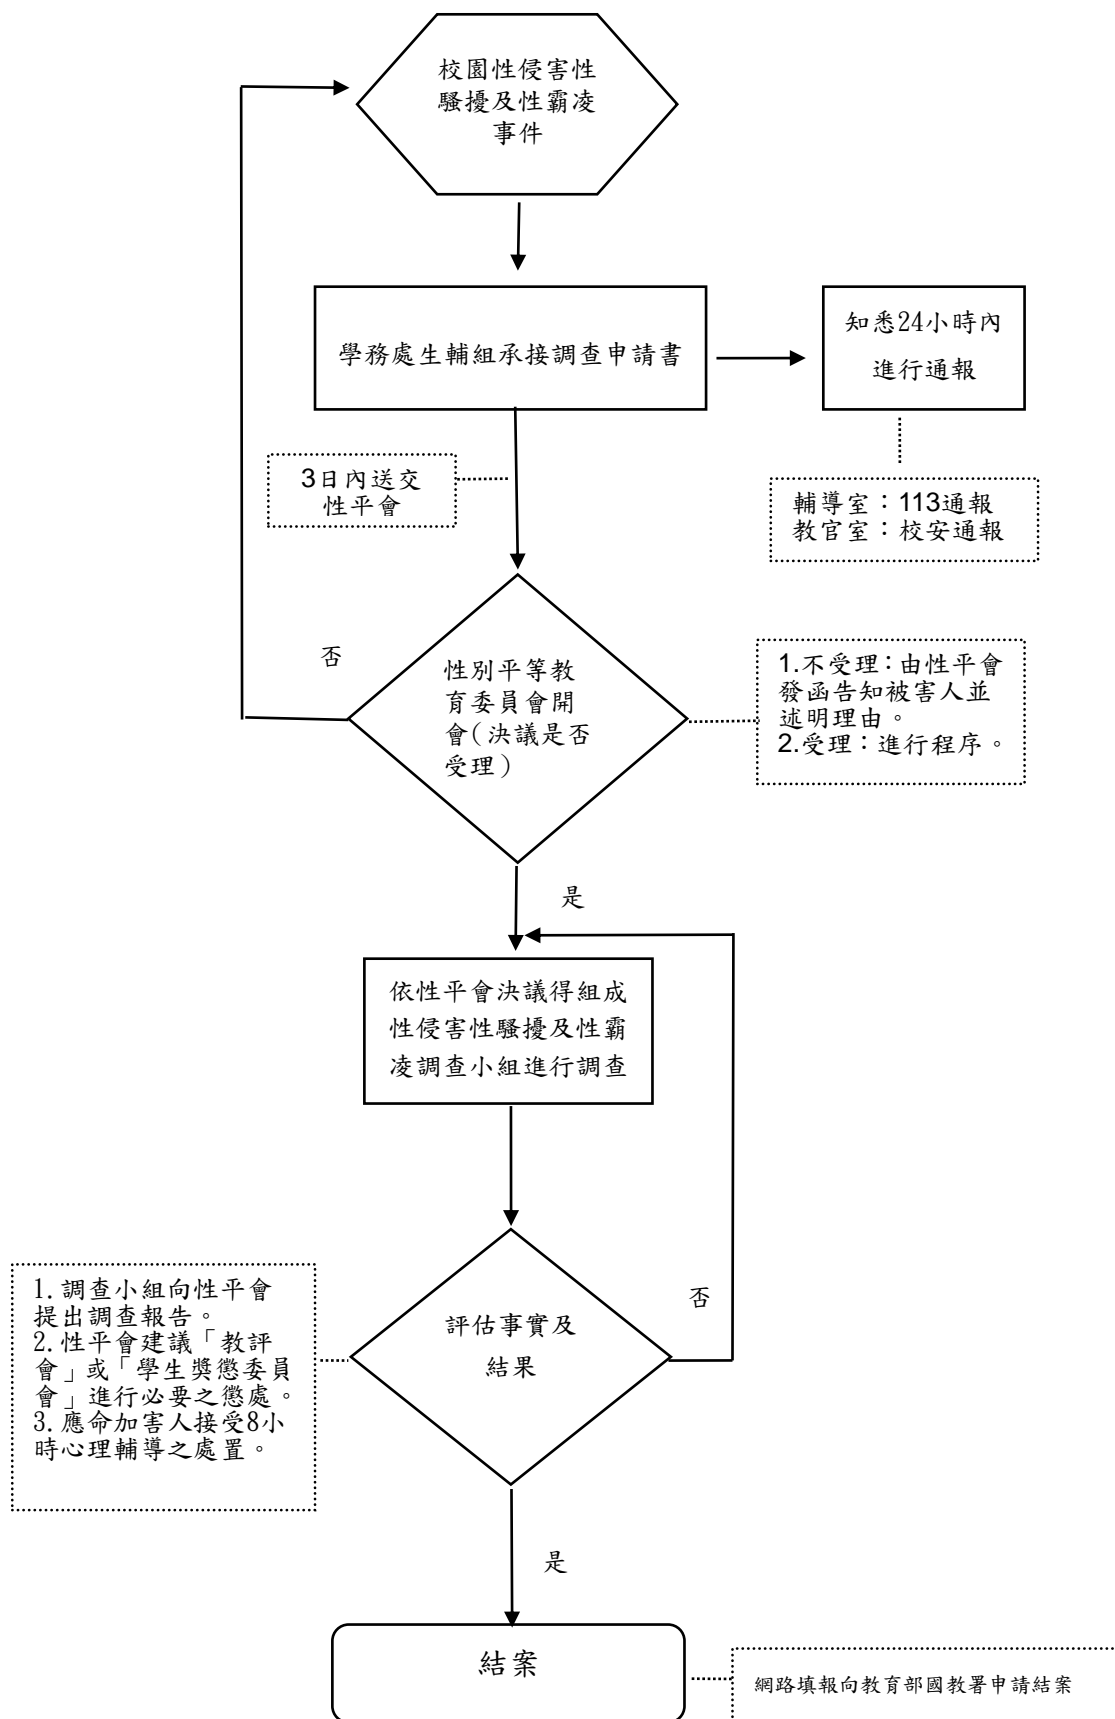 校園性侵害性
騷擾及性霸凌
事件
學務處生輔組承接調查申請書
知悉24小時內
進行通報
3日內送交
性平會
輔導室：113通報
教官室：校安通報
否
性別平等教
育委員會開
會(決議是否
受理)
1.不受理：由性平會
發函告知被害人並
述明理由。
2.受理：進行程序。
是
依性平會決議得組成
性侵害性騷擾及性霸
凌調查小組進行調查
1.調查小組向性平會
提出調查報告。
2.性平會建議「教評
會」或「學生獎懲委員
會」進行必要之懲處。
3.應命加害人接受8小
時心理輔導之處置。
評估事實及
結果
否
是
結案
網路填報向教育部國教署申請結案